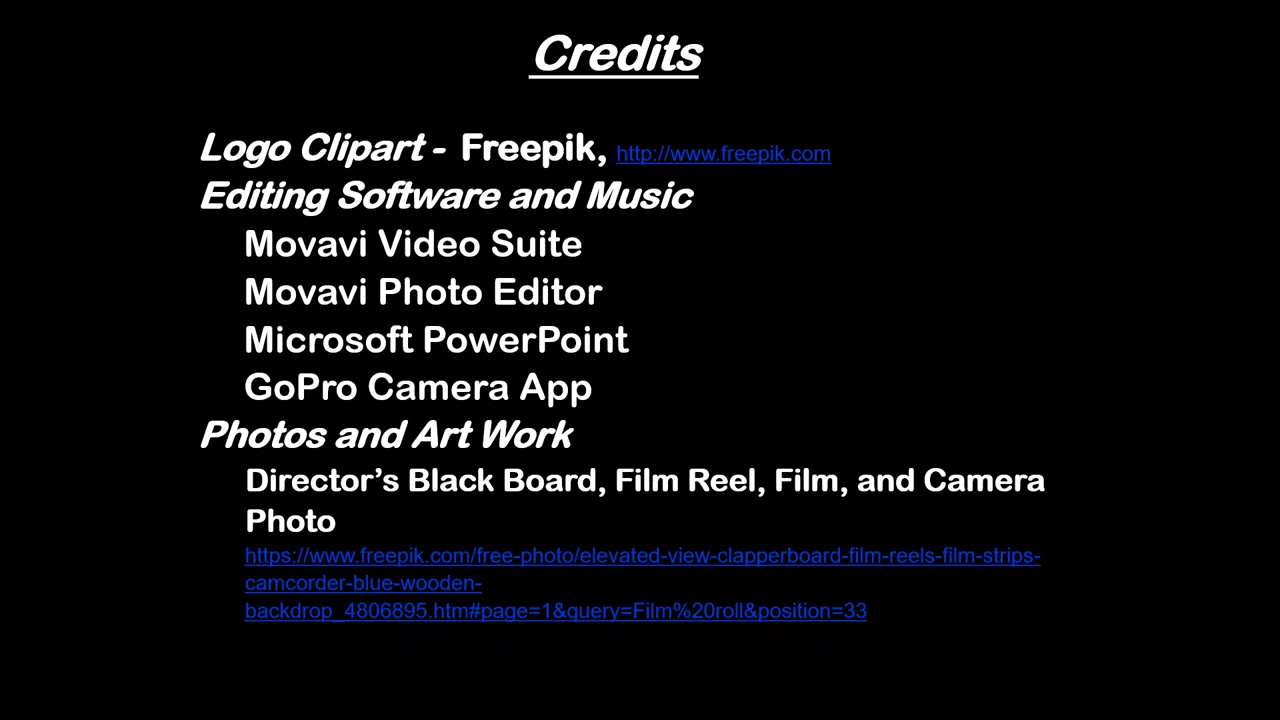 Credits
Logo Clipart - Freepik, http://www.freepik.com
Editing Software and Music
Movavi Video Suite
Movavi Photo Editor
Microsoft PowerPoint
GoPro Camera App
Photos and Art Work
Director’s Black Board, Film Reel, Film, and Camera
Photo
https://www.freepik.com/free-photo/elevated-view-clapperboard-film-reels-film-strips-
camcorder-blue-wooden-
backdrop_4806895.htm#page=1&query=Film%20roll&position=33